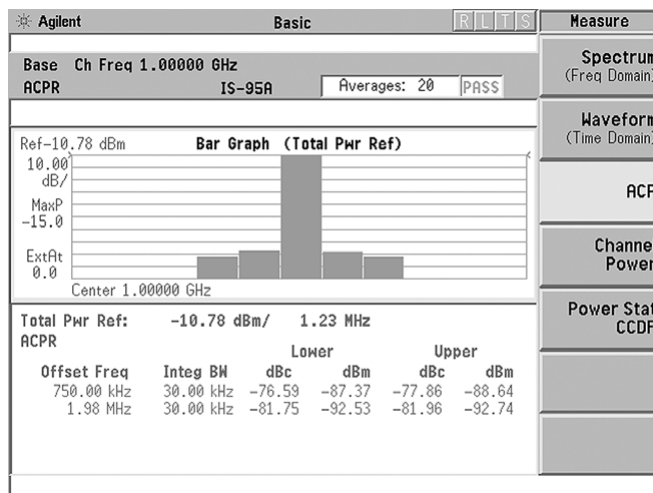 Agilent Basic R L T S Measure
Base Ch Freq 1.00000 GHz
ACPR IS-95A Averages: 20 PASS
Spectrum
(Freq Domain)
Waveform
(Time Domain)
Ref-10.78 dBm Bar Graph (Total Pwr Ref)
10.00
dB/
MaxP
-15.0
ExtAt
0.0
Center 1.00000 GHz
ACP
Channe
Power
Power Stat
CCDF
Total Pwr Ref: -10.78 dBm/ 1.23 MHz
ACPR
Lower Upper
Offset Freq Integ BW dBc dBm dBc dBm
750.00 kHz 30.00 kHz -76.59 -87.37 -77.86 -88.64
1.98 MHz 30.00 kHz -81.75 -92.53 -81.96 -92.74